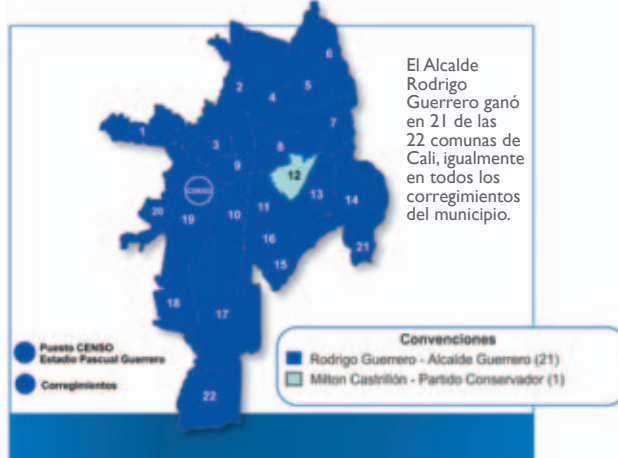 El Alcalde
Rodrigo
Guerrero ganó
en 21 de las
22 comunas de
Cali, igualmente
en todos los
corregimientos
del municipio.
6
2
4
5
7
1
3
8
9
12
CENSO
13
14
20
19
10
11
16
15
21
18
17
22
Puesto CENSO
Estadio Pascual Guerrero
Corregimientos
Convenciones
Rodrigo Guerrero - Alcalde Guerrero (21)
Milton Castrillón - Partido Conservador (1)